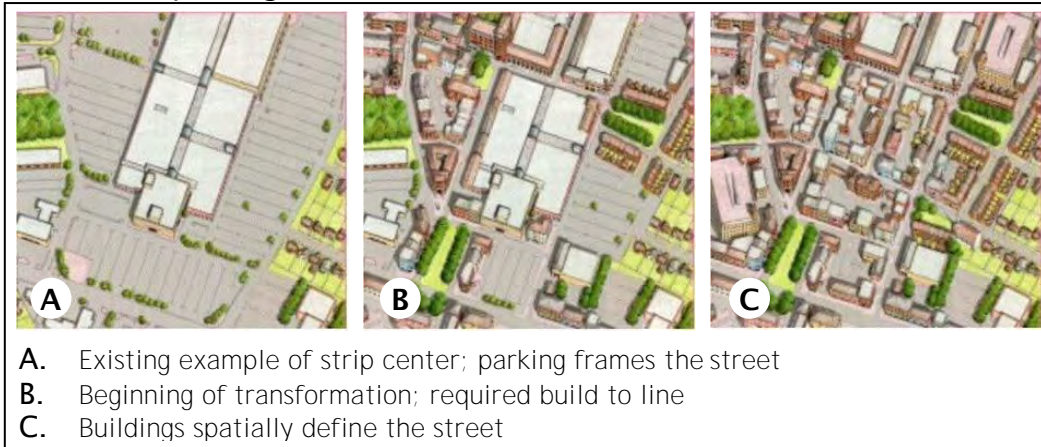 A
B
C
A. Existing example of strip center; parking frames the street
B. Beginning of transformation; required build to line
C. Buildings spatially define the street